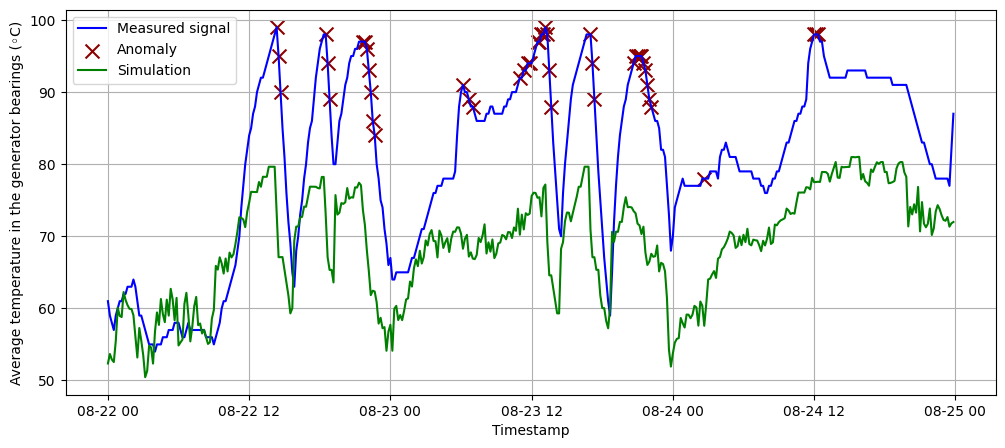 Average temperature in the generator bearings (°C)
100
90
80
70
60
50
Measured signal
Anomaly
Simulation
08-22 00
08-22 12
08-23 00
08-23 12
08-24 00
08-24 12
08-25 00
Timestamp